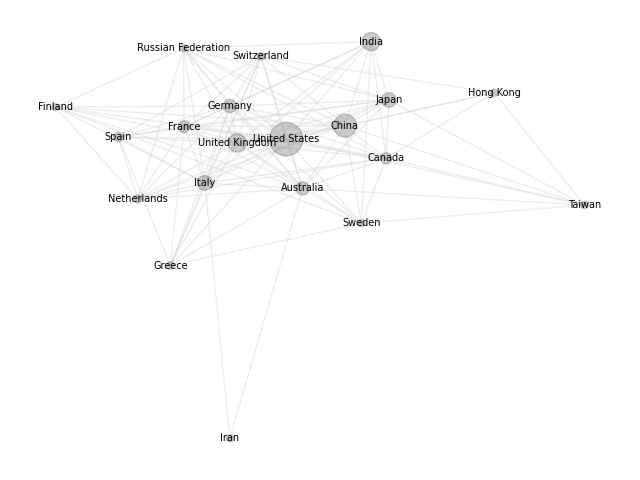 India
Russian Federation
Switzerland
Hong Kong
Japan
Finland
Germany
France
China
Spain
United Kingdom
United States
Canada
Italy
Australia
Netherlands
Taiwan
Sweden
Greece
Iran